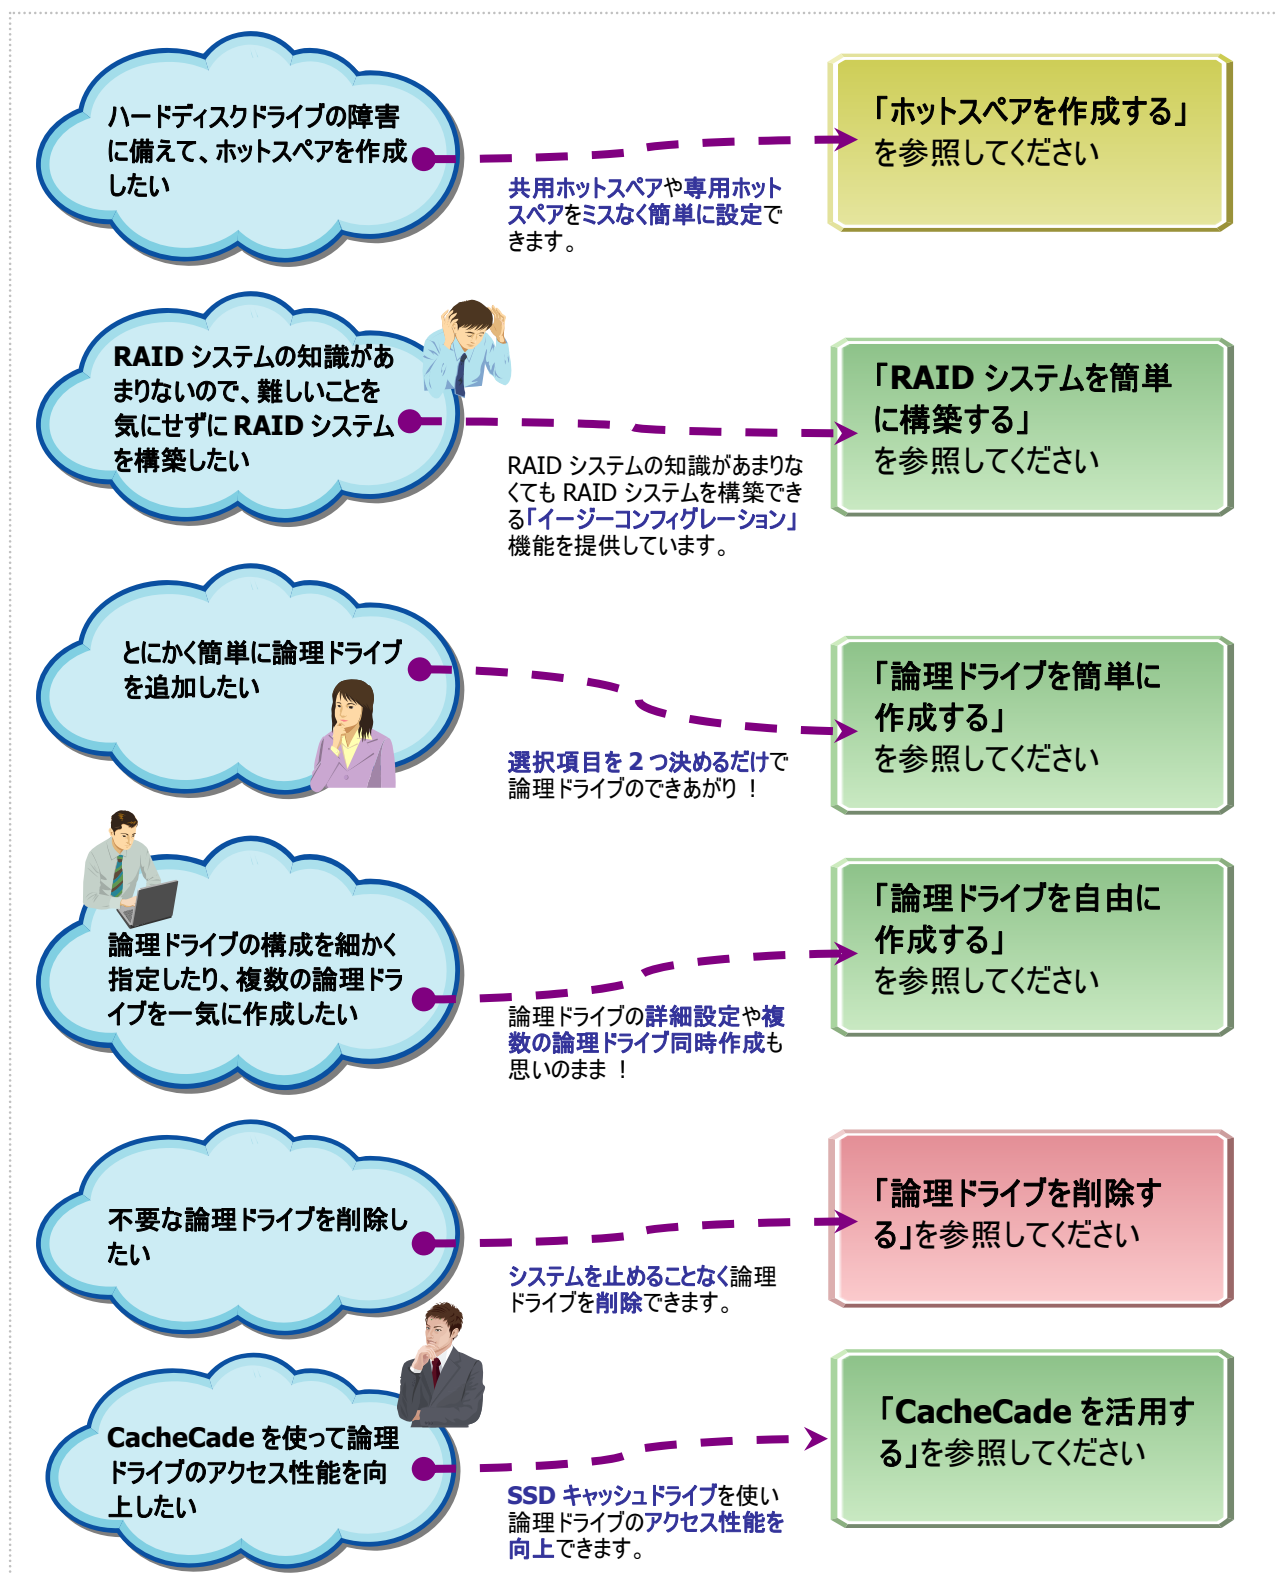 ハードディスクドライブの障害
に備えて、ホットスペアを作成
したい
共用ホットスペアや専用ホット
スペアをミスなく簡単に設定で
きます。
「ホットスペアを作成する」
を参照してください
RAID システムの知識があ
まりないので、難しいことを
気にせずに RAID システム
を構築したい
RAID システムの知識があまりな
くても RAID システムを構築でき
る「イージーコンフィグレーション」
機能を提供しています。
「RAID システムを簡単
に構築する」
を参照してください
とにかく簡単に論理ドライブ
を追加したい
選択項目を 2 つ決めるだけで
論理ドライブのできあがり！
「論理ドライブを簡単に
作成する」
を参照してください
論理ドライブの構成を細かく
指定したり、複数の論理ドラ
イブを一気に作成したい
論理ドライブの詳細設定や複
数の論理ドライブ同時作成も
思いのまま！
「論理ドライブを自由に
作成する」
を参照してください
不要な論理ドライブを削除し
たい
システムを止めることなく論理
ドライブを削除できます。
「論理ドライブを削除す
る」を参照してください
CacheCade を使って論理
ドライブのアクセス性能を向
上したい
SSD キャッシュドライブを使い
論理ドライブのアクセス性能を
向上できます。
「CacheCade を活用す
る」を参照してください